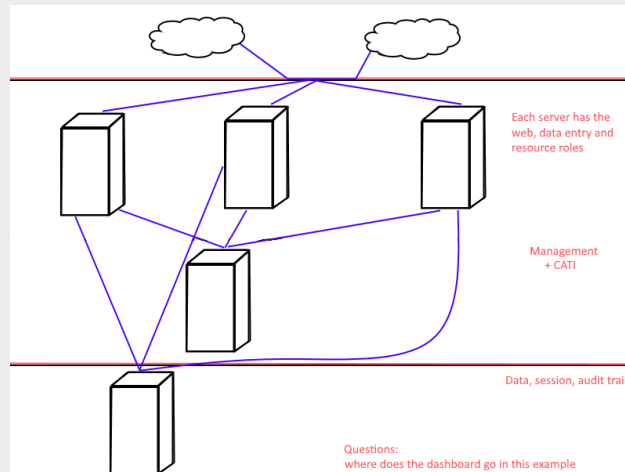 Each server has the
web, data entry and
resource roles
Management
+ CATI
Data, session, audit trai
Questions:
where does the dashboard go in this example